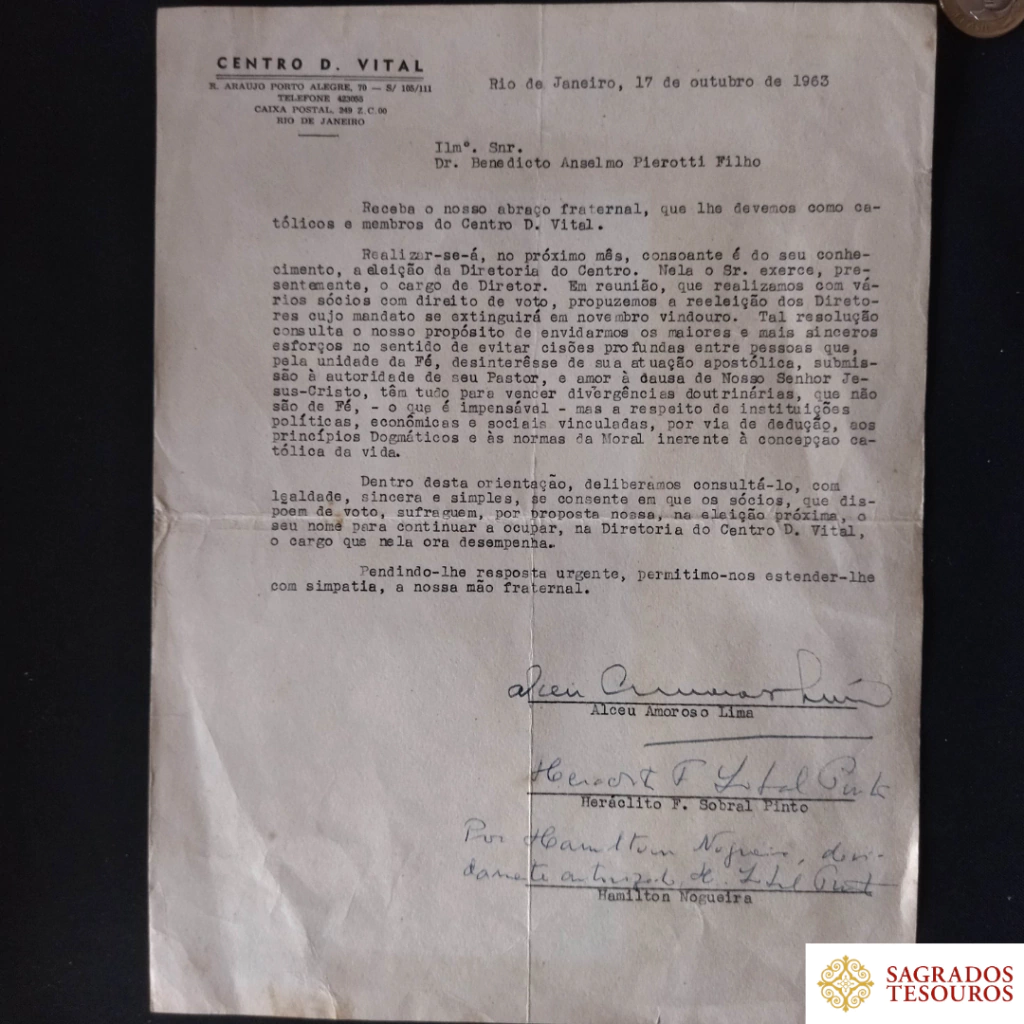 CENTRO D. VITAL
R. ARAUJO PORTO ALEGRE, 70 — S/ 105/111
TELEFONE 423055
CAIXA POSTAL, 249 Z.C.00
RIO DE JANEIRO
Rio de Janeiro, 17 de outubro de 1963
Ilmº. Snr.
Dr. Benedicto Anselmo Pierotti Filho
Receba o nosso abraço fraternal, que lhe devemos como ca-
tólicos e membros do Centro D. Vital.
Realizar-se-á, no próximo mês, consoante é do seu conhe-
cimento, a eleição da Diretoria do Centro. Nela o Sr. exerce, pre-
sentemente, o cargo de Diretor. Em reunião, que realizamos com vá-
rios sócios com direito de voto, propuzemos a reeleição dos Direto-
res cujo mandato se extinguirá em novembro vindouro. Tal resolução
consulta o nosso propósito de envidarmos os maiores e mais sinceros
esforços no sentido de evitar cisões profundas entre pessoas que,
pela unidade da Fé, desinterêsse de sua atuação apostólica, submis-
são à autoridade de seu Pastor, e amor à causa de Nosso Senhor Je-
sus-Cristo, têm tudo para vencer divergências doutrinárias, que não
são de Fé, - o que é impensável - mas a respeito de instituições
políticas, econômicas e sociais vinculadas, por via de dedução, aos
princípios Dogmáticos e às normas da Moral inerente à concepçao ca-
tólica da vida.
Dentro desta orientação, deliberamos consultá-lo, com
lealdade, sincera e simples, se consente em que os sócios, que dis-
poem de voto, sufraguem, por proposta nossa, na eleição próxima, o
seu nome para continuar a ocupar, na Diretoria do Centro D. Vital,
o cargo que nela ora desempenha.
Pendindo-lhe resposta urgente, permitimo-nos estender-lhe
com simpatia, a nossa mão fraternal.
Alceu Amoroso Lima
Alceu Amoroso Lima
Heraclito F Sobral Pinto
Heráclito F. Sobral Pinto
Por Hamilton Nogueira, devi-
damente autorizado, H. Sobral Pinto
Hamilton Nogueira
SAGRADOS
TESOUROS